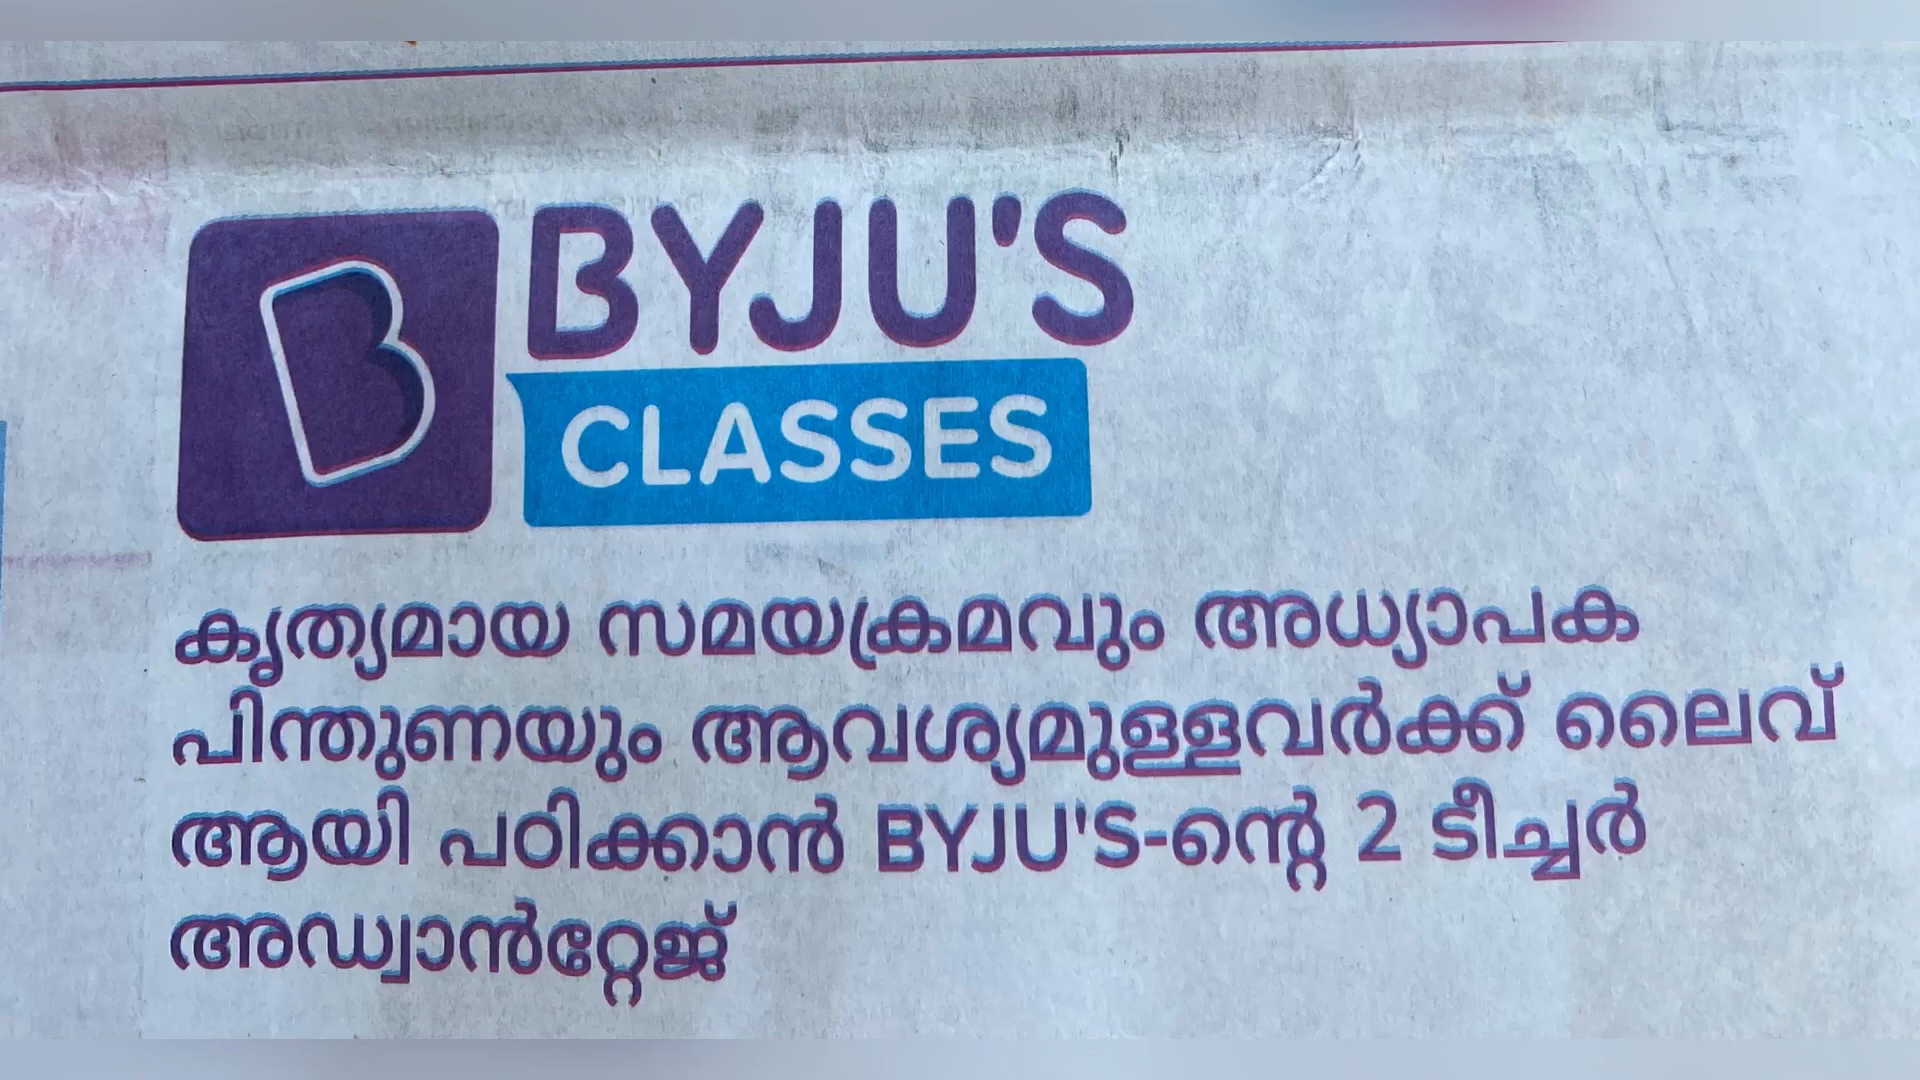 B BYJU'S
CLASSES
കൃത്യമായ സമയക്രമവും അധ്യാപക
പിന്തുണയും ആവശ്യമുള്ളവർക്ക് ലൈവ്
ആയി പഠിക്കാൻ BYJU'S-ന്റെ 2 ടീച്ചർ
അഡ്വാൻറ്റേജ്